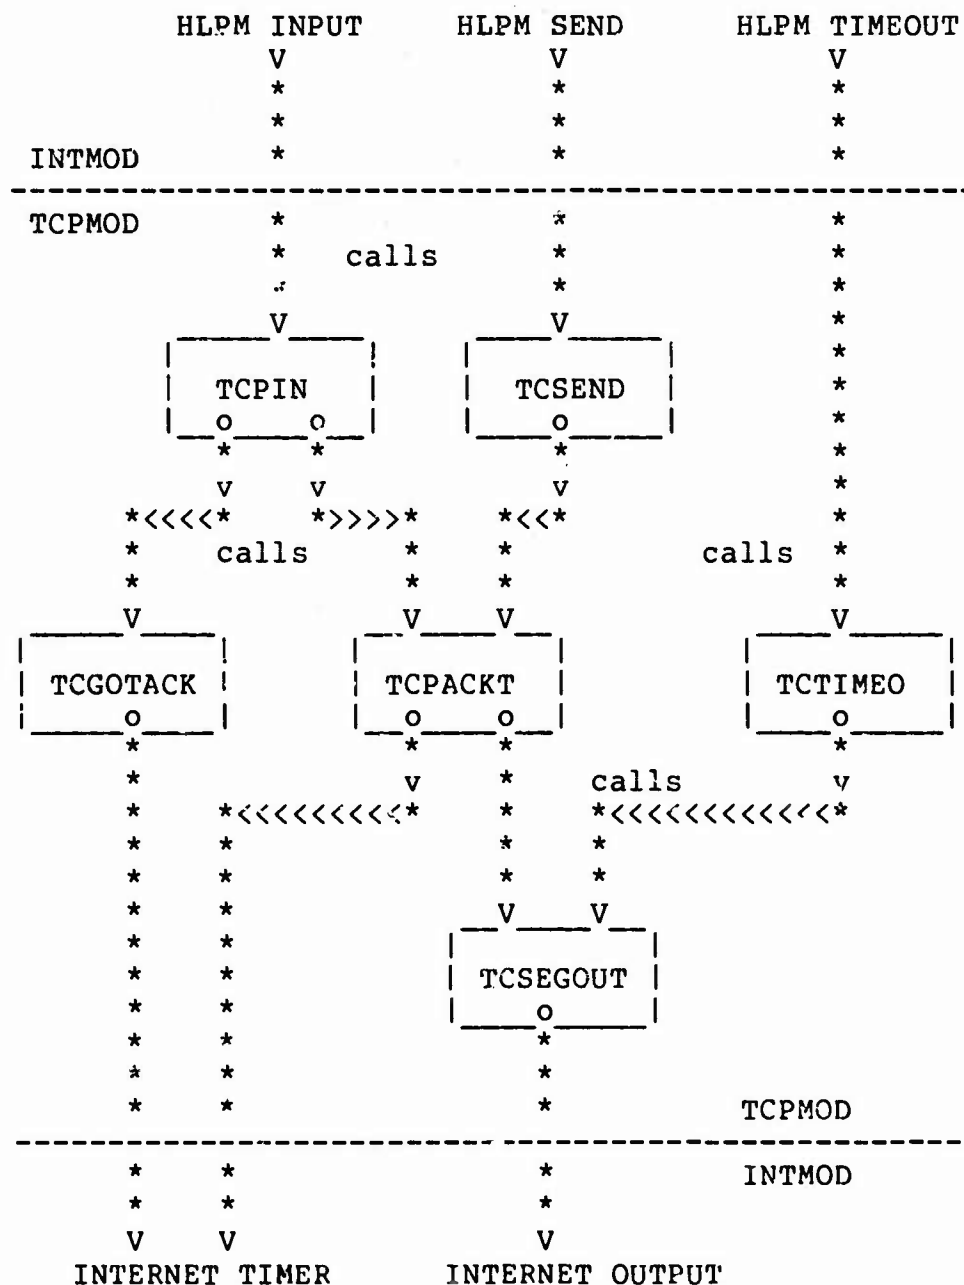 HLPM INPUT HLPM SEND HLPM TIMEOUT
INTMOD
TCPMOD
calls
TCPIN TCSEND
calls calls
TCGOTACK TCPACKT TCTIMEO
calls
TCSEGOUT
TCPMOD
INTMOD
INTERNET TIMER INTERNET OUTPUT